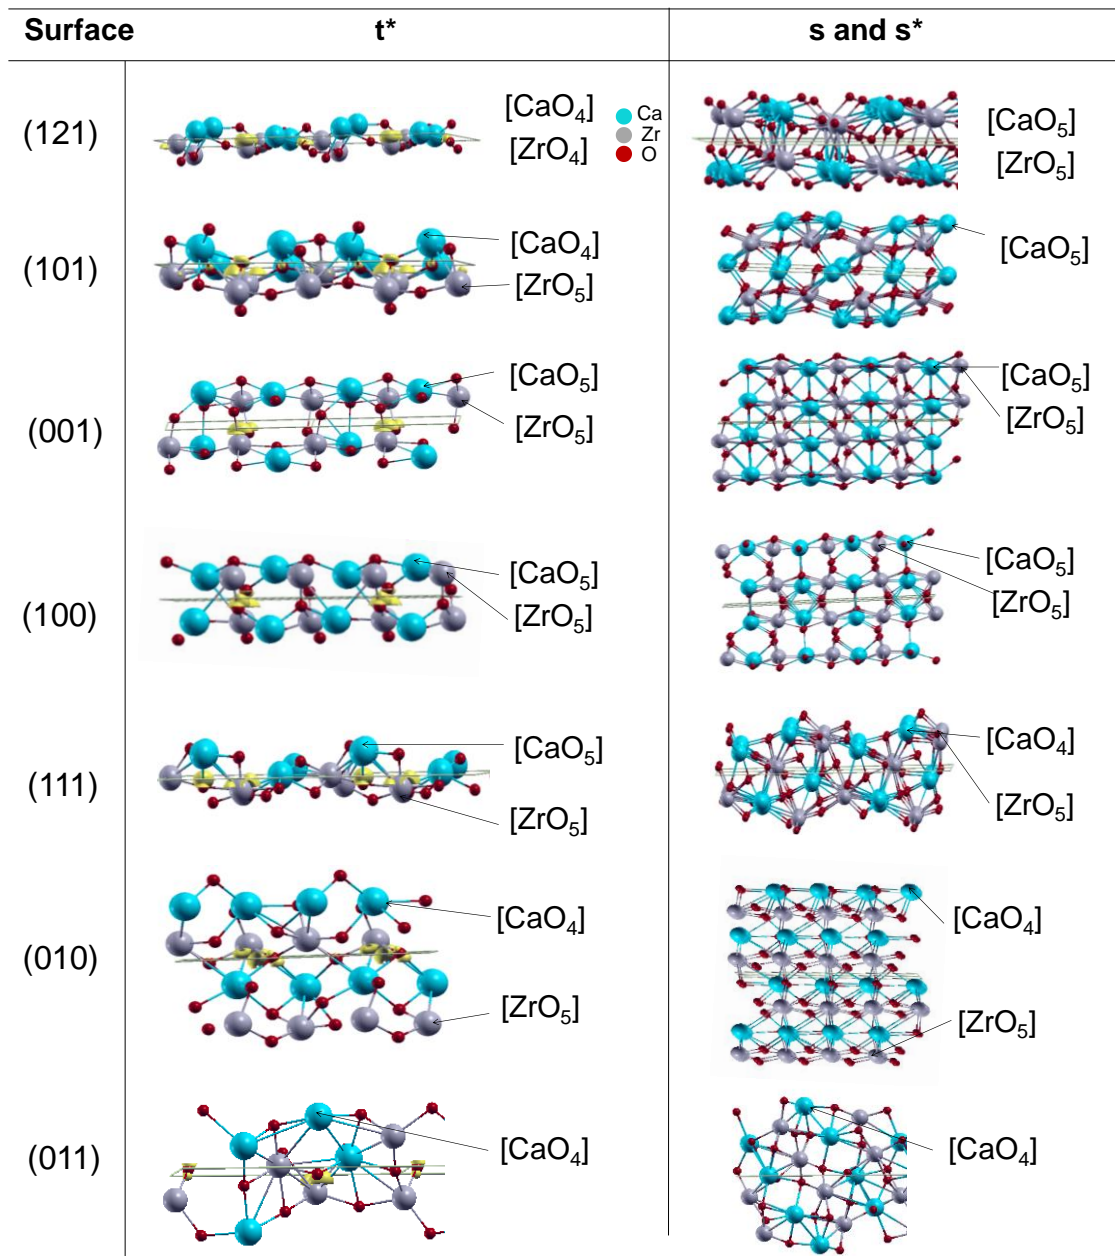 Surface t* s and s*
(121) [CaO₄] Ca [CaO₅]
[ZrO₄] Zr [ZrO₅]
O
(101) [CaO₄] [CaO₅]
[ZrO₅]
(001) [CaO₅] [CaO₅]
[ZrO₅] [ZrO₅]
(100) [CaO₅] [CaO₅]
[ZrO₅] [ZrO₅]
(111) [CaO₅] [CaO₄]
[ZrO₅] [ZrO₅]
(010) [CaO₄] [CaO₄]
[ZrO₅] [ZrO₅]
(011) [CaO₄] [CaO₄]